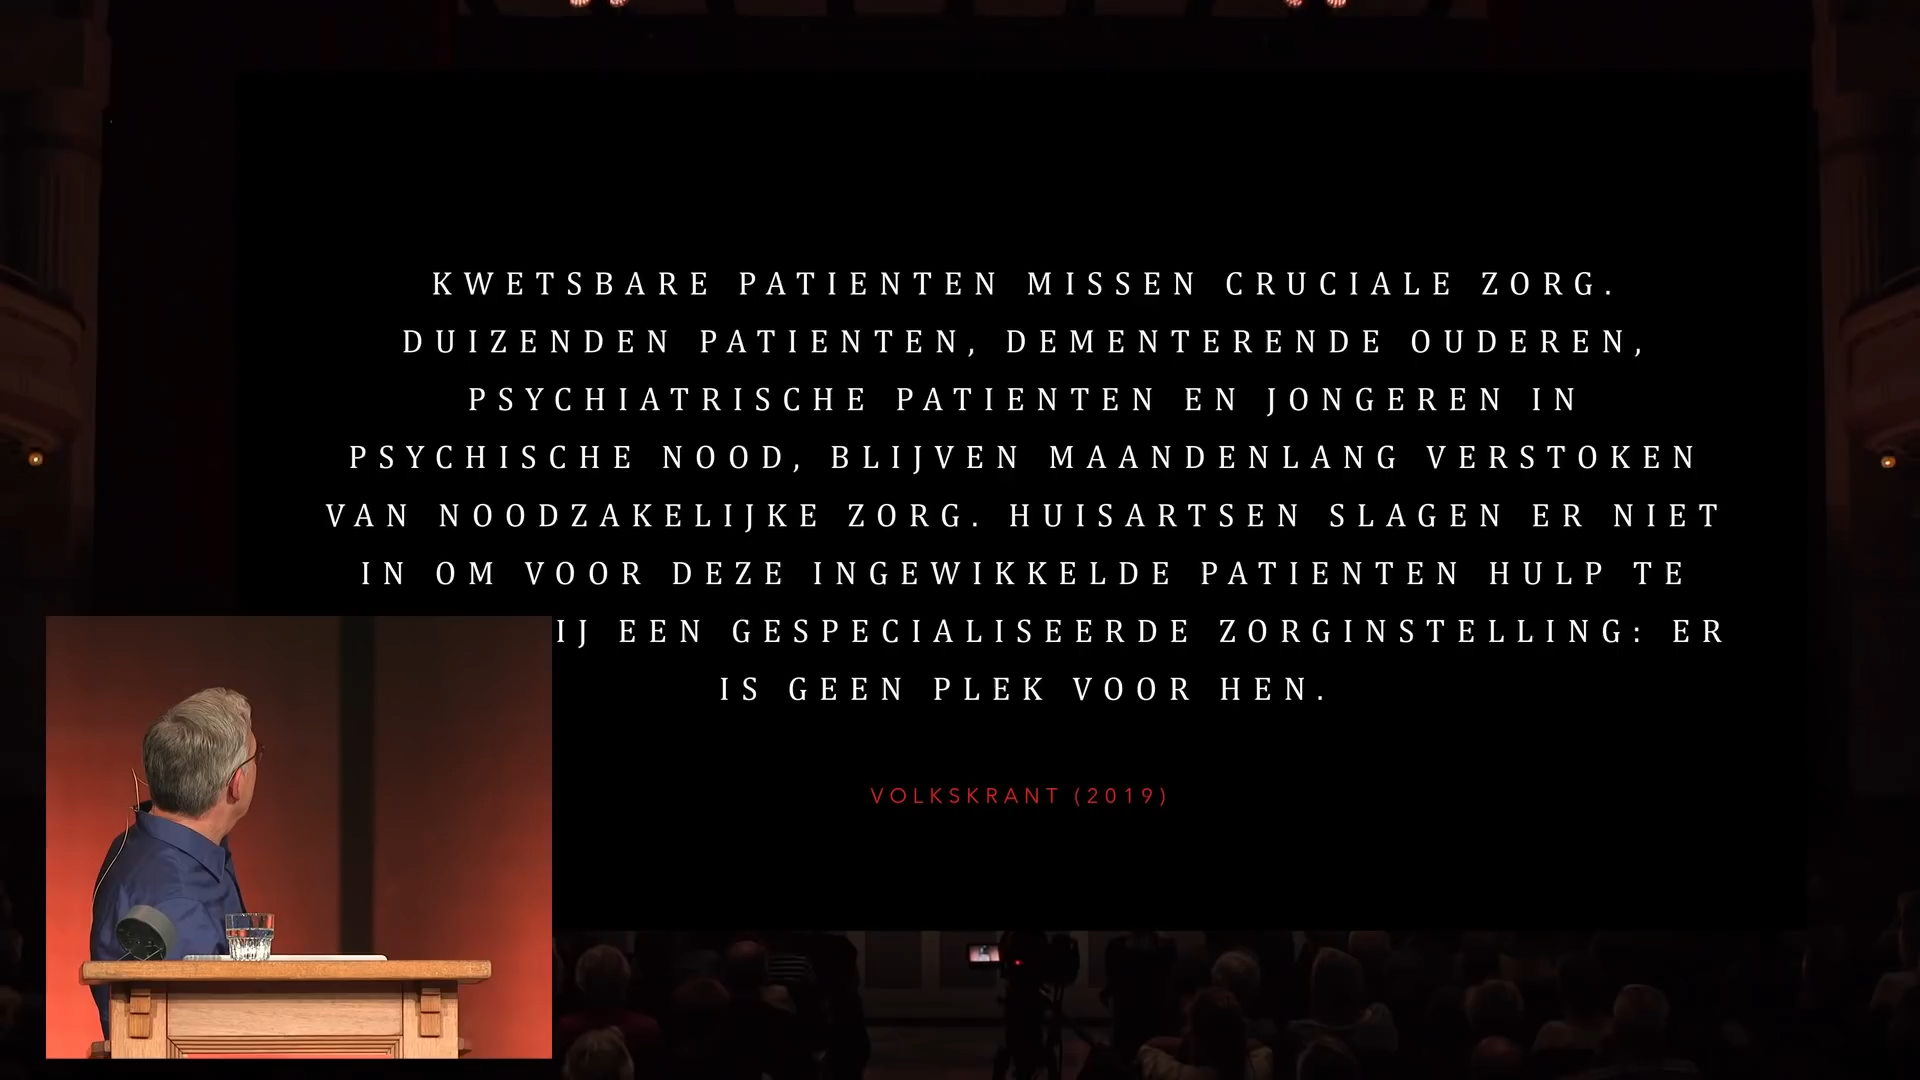 KWETSBARE PATIENTEN MISSEN CRUCIALE ZORG.
DUIZENDEN PATIENTEN, DEMENTERENDE OUDEREN,
PSYCHIATRISCHE PATIENTEN EN JONGEREN IN
PSYCHISCHE NOOD, BLIJVEN MAANDENLANG VERSTOKEN
VAN NOODZAKELIJKE ZORG. HUISARTSEN SLAGEN ER NIET
IN OM VOOR DEZE INGEWIKKELDE PATIENTEN HULP TE
IJ EEN GESPECIALISEERDE ZORGINSTELLING: ER
IS GEEN PLEK VOOR HEN.
VOLKSKRANT (2019)